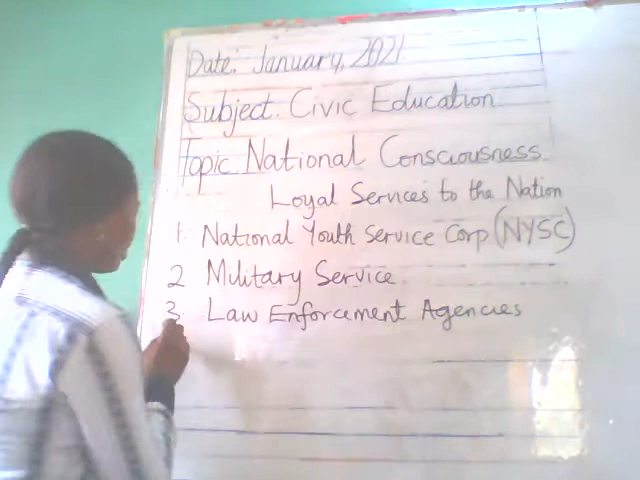 Date: January, 2021
Subject: Civic Education
Topic National Consciousness
Loyal Services to the Nation
1. National Youth Service Corp (NYSC)
2 Military Service
3 Law Enforcement Agencies